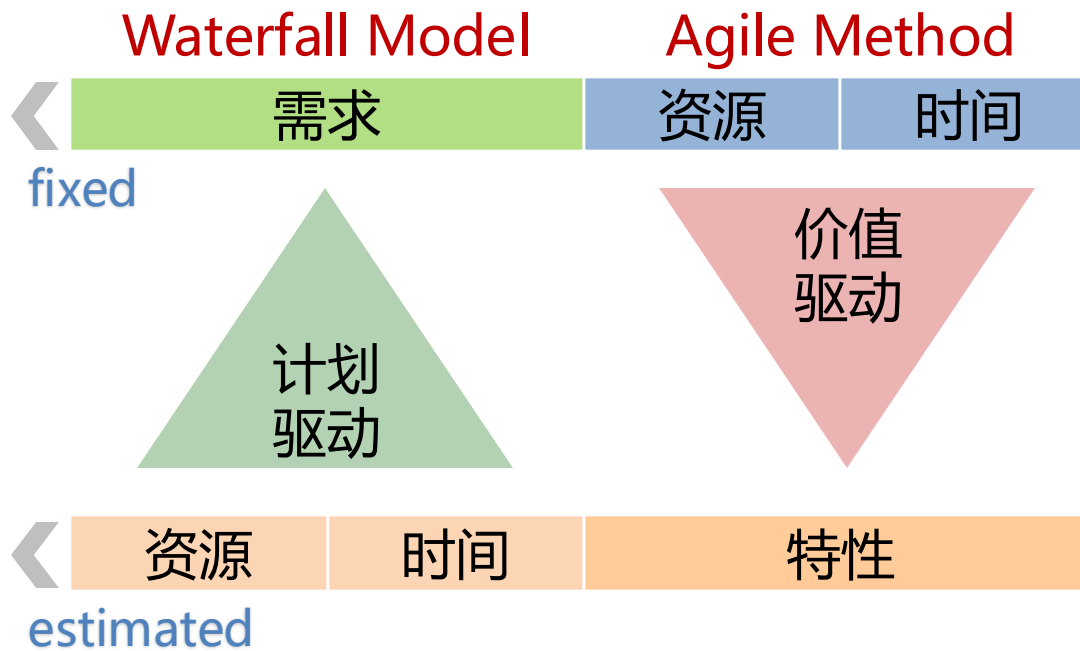 Waterfall Model
Agile Method
需求
资源
时间
fixed
计划
驱动
价值
驱动
资源
时间
特性
estimated